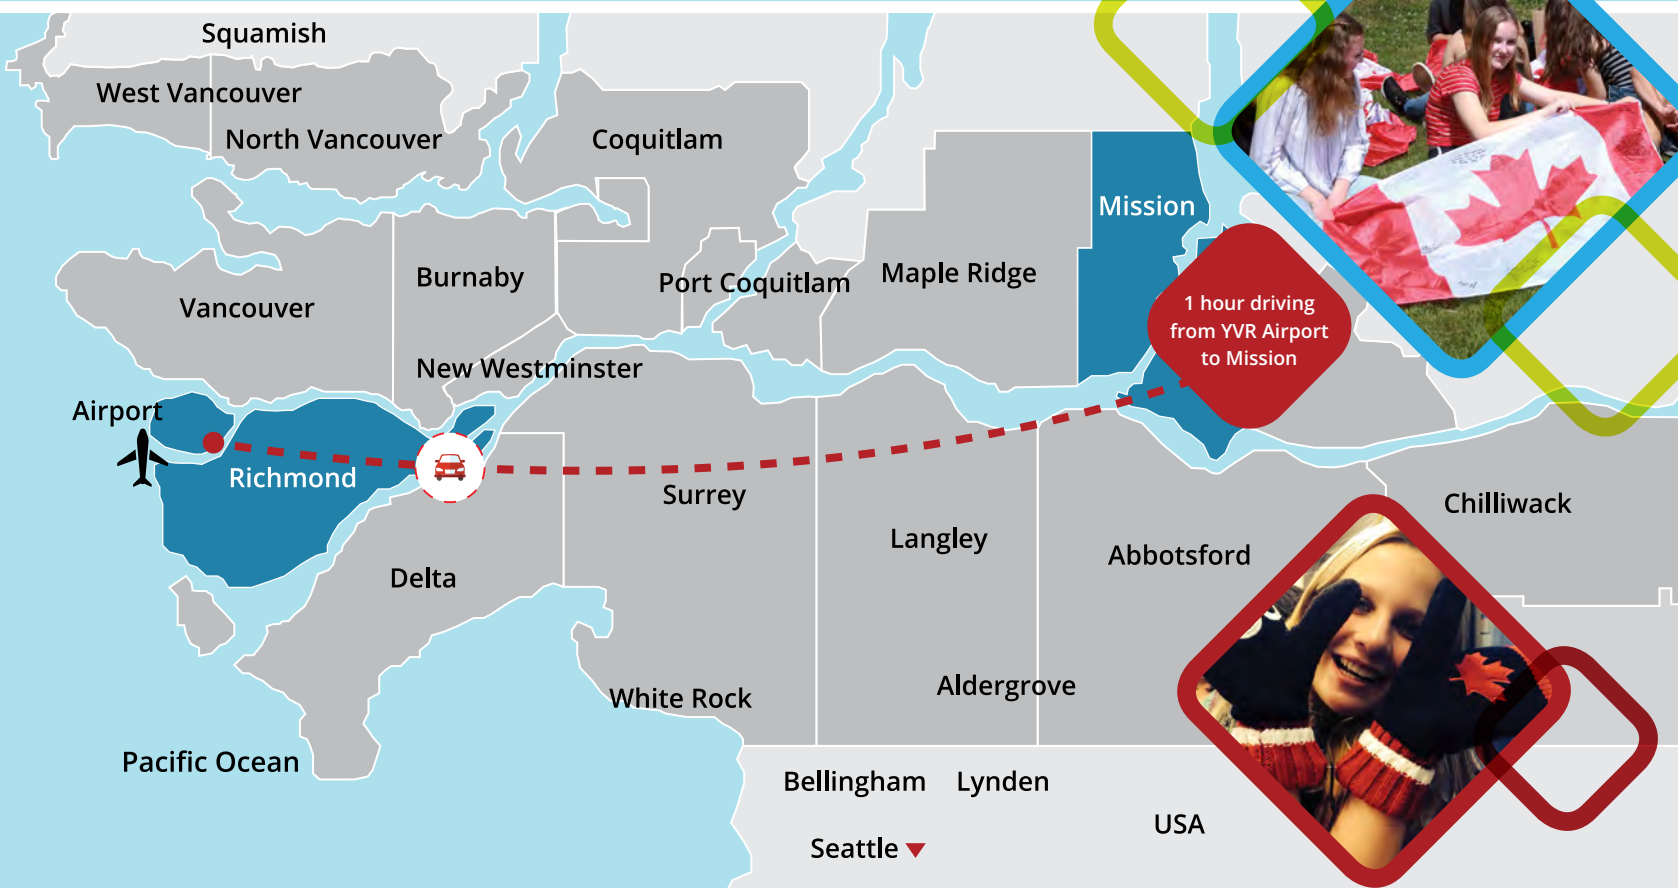 Squamish
West Vancouver
North Vancouver
Coquitlam
Mission
Burnaby
Port Coquitlam
Maple Ridge
Vancouver
1 hour driving
from YVR Airport
to Mission
New Westminster
Airport
Richmond
Surrey
Chilliwack
Langley
Abbotsford
Delta
Aldergrove
White Rock
Pacific Ocean
Bellingham
Lynden
USA
Seattle